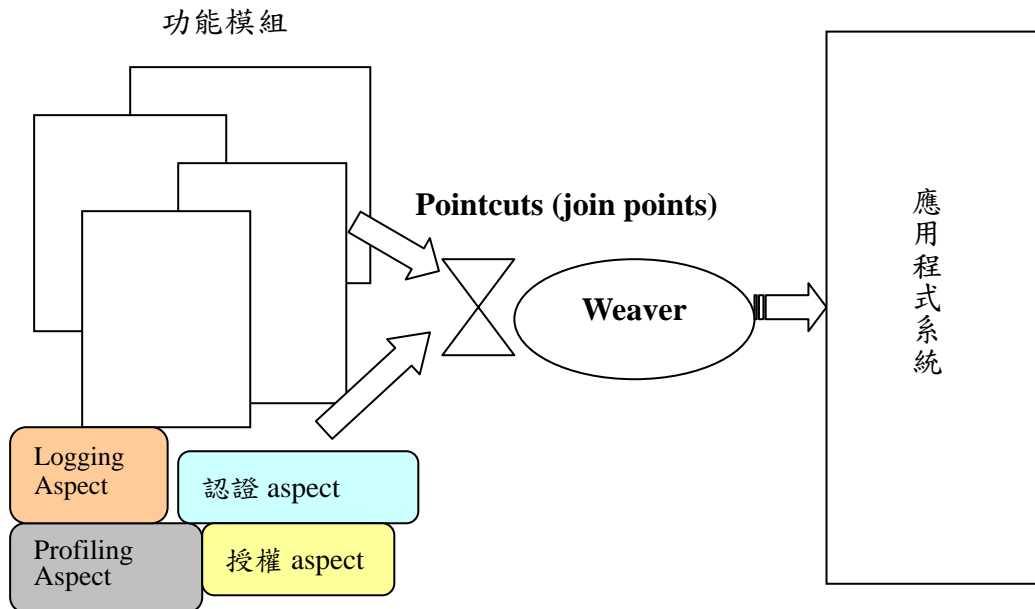 功能模組
Pointcuts (join points)
Weaver
應用程式系統
Logging
Aspect
認證 aspect
Profiling
Aspect
授權 aspect